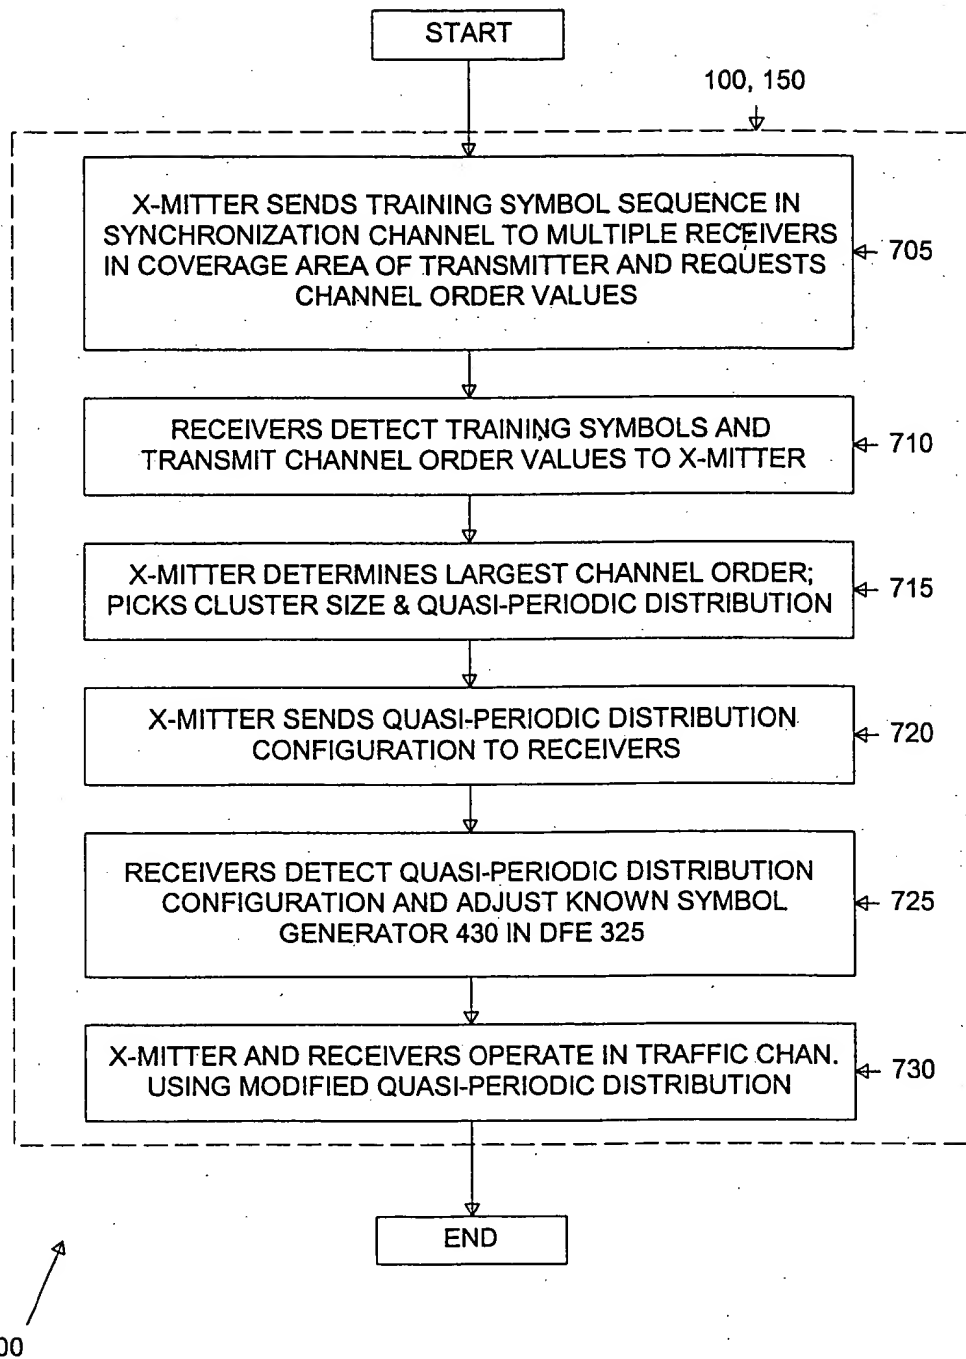 START
100, 150
X-MITTER SENDS TRAINING SYMBOL SEQUENCE IN
SYNCHRONIZATION CHANNEL TO MULTIPLE RECEIVERS
IN COVERAGE AREA OF TRANSMITTER AND REQUESTS
CHANNEL ORDER VALUES
705
RECEIVERS DETECT TRAINING SYMBOLS AND
TRANSMIT CHANNEL ORDER VALUES TO X-MITTER
710
X-MITTER DETERMINES LARGEST CHANNEL ORDER;
PICKS CLUSTER SIZE & QUASI-PERIODIC DISTRIBUTION
715
X-MITTER SENDS QUASI-PERIODIC DISTRIBUTION
CONFIGURATION TO RECEIVERS
720
RECEIVERS DETECT QUASI-PERIODIC DISTRIBUTION
CONFIGURATION AND ADJUST KNOWN SYMBOL
GENERATOR 430 IN DFE 325
725
X-MITTER AND RECEIVERS OPERATE IN TRAFFIC CHAN.
USING MODIFIED QUASI-PERIODIC DISTRIBUTION
730
END
00